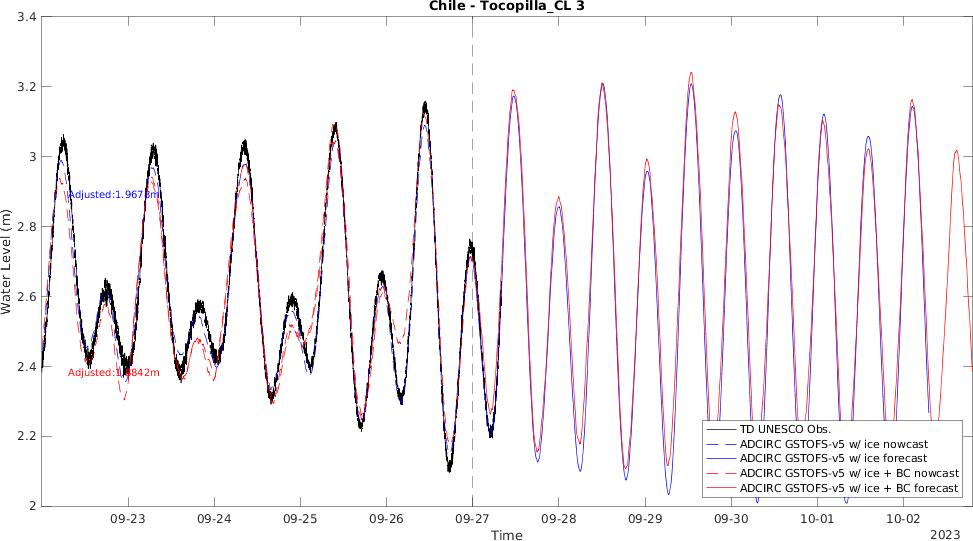 Chile - Tocopilla_CL 3
Water Level (m)
3.4
3.2
3
2.8
2.6
2.4
2.2
2
Adjusted:1.9673m
TD UNESCO Obs.
ADCIRC GSTOFS-v5 w/ ice nowcast
ADCIRC GSTOFS-v5 w/ ice forecast
ADCIRC GSTOFS-v5 w/ ice + BC nowcast
ADCIRC GSTOFS-v5 w/ ice + BC forecast
09-23
09-24
09-25
09-26
09-27
09-28
09-29
09-30
10-01
10-02
Time
2023